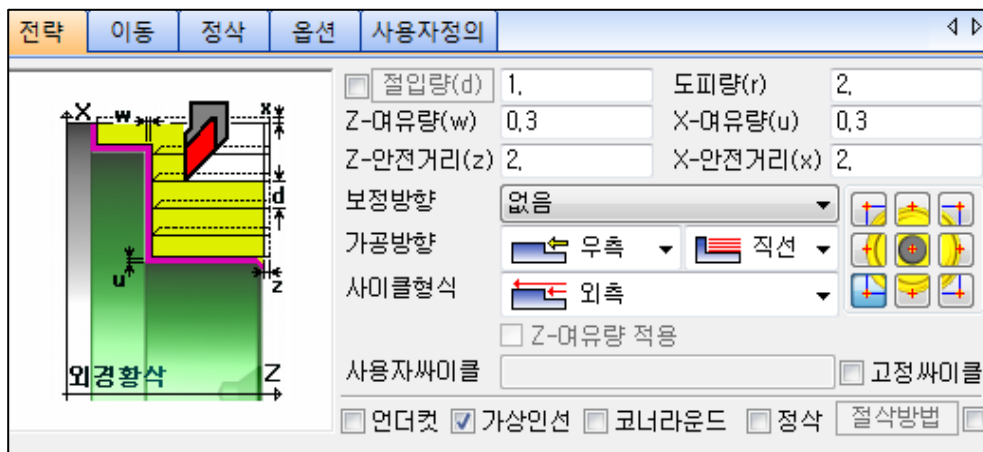 전략 이동 정삭 옵션 사용자정의
X w x
d
u z
외경황삭 Z
절입량(d) 1, 도피량(r) 2,
Z-여유량(w) 0,3 X-여유량(u) 0,3
Z-안전거리(z) 2, X-안전거리(x) 2,
보정방향 없음
가공방향 우측 직선
사이클형식 외측
Z-여유량 적용
사용자싸이클 고정싸이클
언더컷 가상인선 코너라운드 정삭 절삭방법